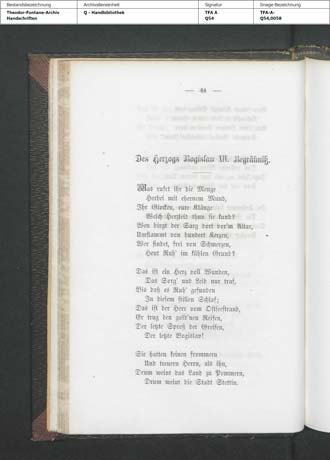 Bestandsbezeichnung Archivalieneinheit Signatur Image-Bezeichnung
Theodor-Fontane-Archiv Q - Handbibliothek TFA A TFA-A-
Handschriften Q54 Q54,0058
— 44 —
Des Herzogs Bogislav VI. Begräbniß.
Was rufet ihr die Menge
Herbei mit ehernem Mund,
Ihr Glocken, eure Klänge
Welch Herzleid thun sie kund?
Wen birgt der Sarg dort vor'm Altar,
Umflammt von hundert Kerzen,
Wer findet, frei von Schmerzen,
Heut Ruh' im kühlen Grund?
Das ist ein Herz voll Wunden,
Das Sorg' und Leid nur traf,
Bis daß es Ruh' gefunden
In diesem stillen Schlaf;
Das ist der Herr vom Ostseestrand,
Er trug den gold'nen Reifen,
Der letzte Sproß der Greifen,
Der letzte Bogislav!
Sie hatten keinen frommern
Und treuern Herrn, als ihn,
Drum weint das Land zu Pommern,
Drum weint die Stadt Stettin.